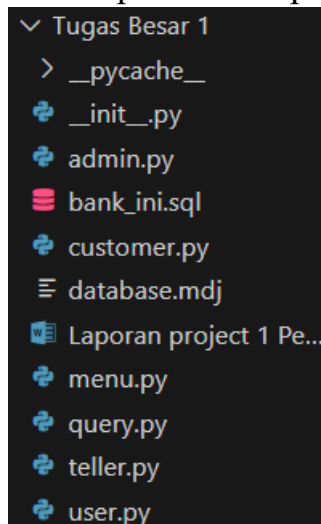 Tugas Besar 1
__pycache__
__init__.py
admin.py
bank_ini.sql
customer.py
database.mdj
Laporan project 1 Pe...
menu.py
query.py
teller.py
user.py